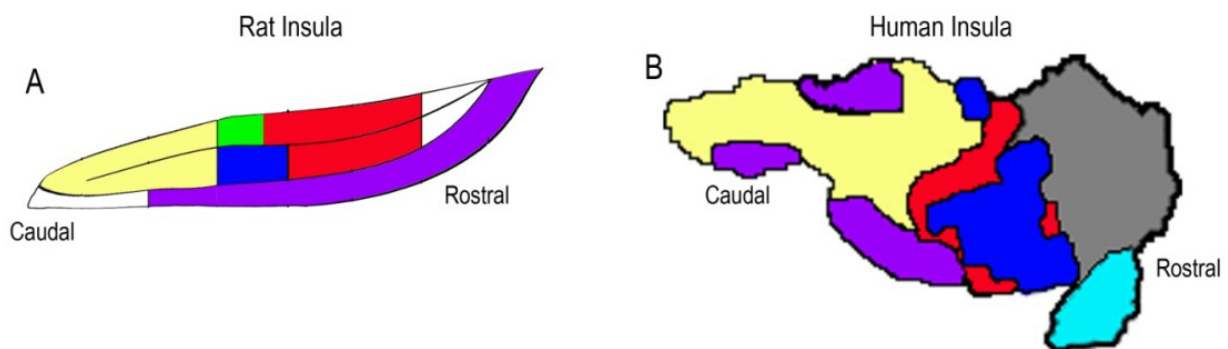 Rat Insula
Human Insula
A
B
Caudal
Rostral
Caudal
Rostral